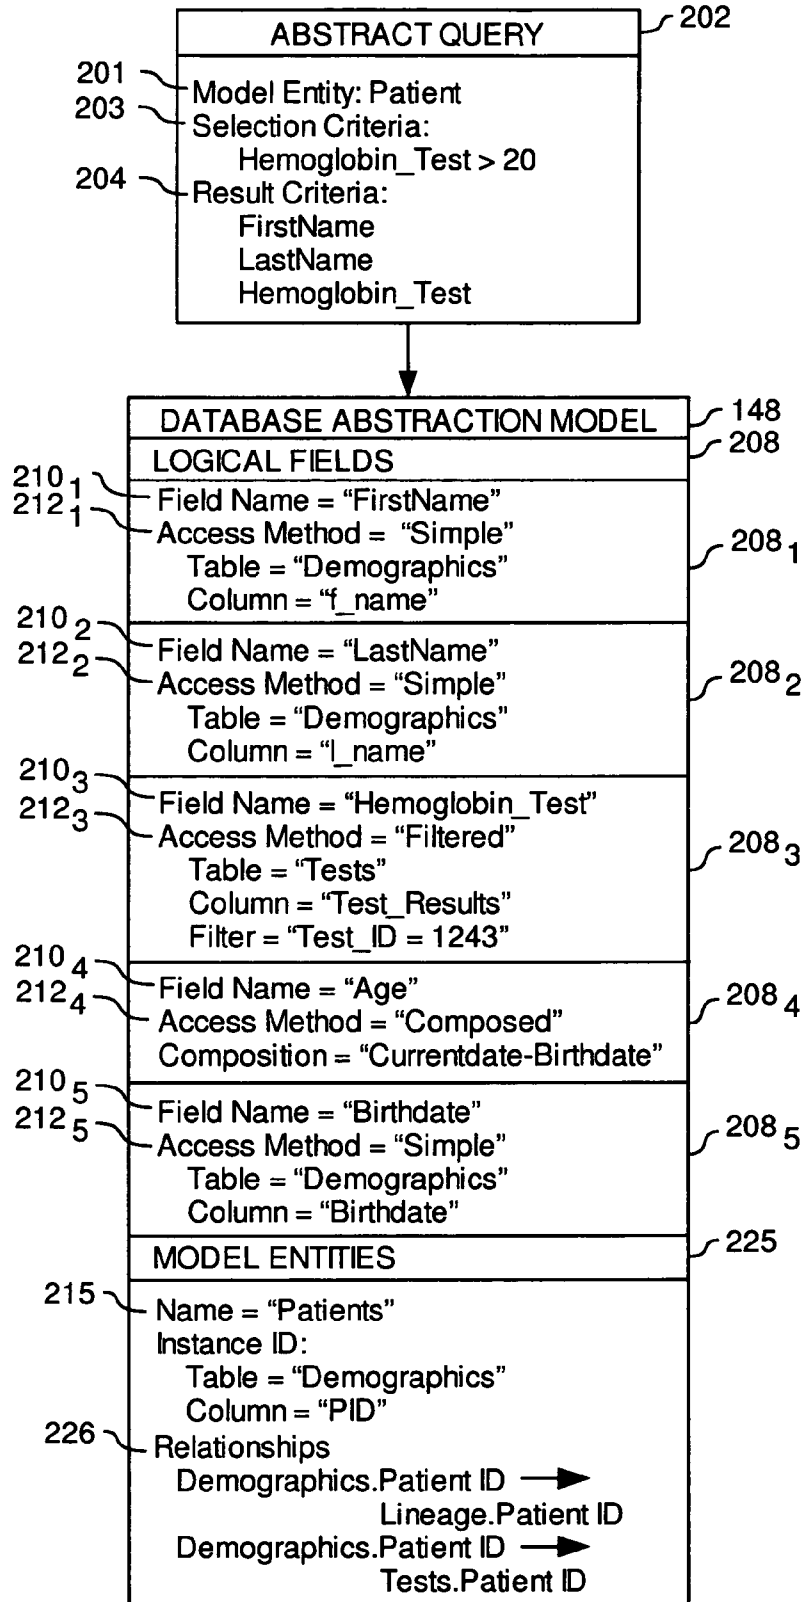 ABSTRACT QUERY
202
201
Model Entity: Patient
203
Selection Criteria:
Hemoglobin_Test > 20
204
Result Criteria:
FirstName
LastName
Hemoglobin_Test
DATABASE ABSTRACTION MODEL
148
LOGICAL FIELDS
208
210 1
Field Name = “FirstName”
212 1
Access Method = “Simple”
Table = “Demographics”
208 1
Column = “f_name”
210 2
Field Name = “LastName”
212 2
Access Method = “Simple”
208 2
Table = “Demographics”
Column = “l_name”
210 3
Field Name = “Hemoglobin_Test”
212 3
Access Method = “Filtered”
208 3
Table = “Tests”
Column = “Test_Results”
Filter = “Test_ID = 1243”
210 4
Field Name = “Age”
212 4
Access Method = “Composed”
208 4
Composition = “Currentdate-Birthdate”
210 5
Field Name = “Birthdate”
212 5
Access Method = “Simple”
208 5
Table = “Demographics”
Column = “Birthdate”
MODEL ENTITIES
225
215
Name = “Patients”
Instance ID:
Table = “Demographics”
Column = “PID”
226
Relationships
Demographics.Patient ID
Lineage.Patient ID
Demographics.Patient ID
Tests.Patient ID